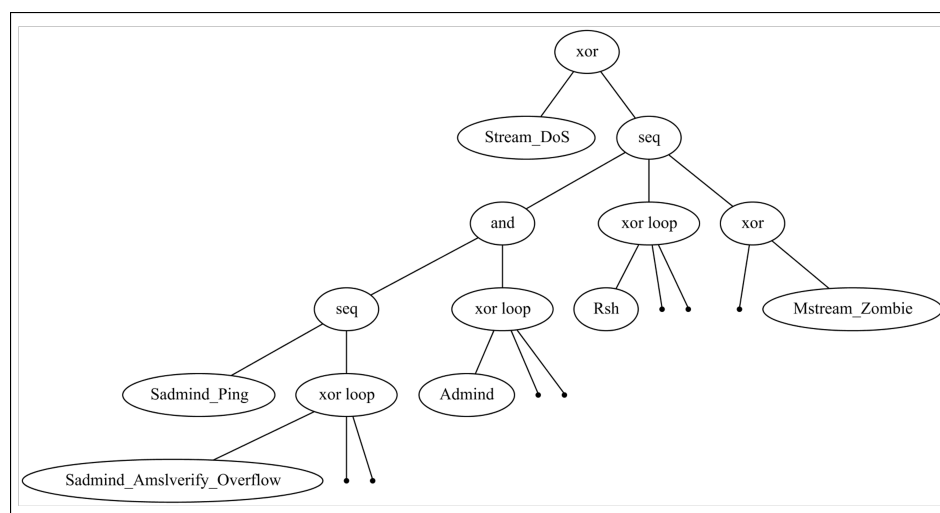 xor
Stream_DoS
seq
and
xor loop
xor
seq
xor loop
Rsh
Mstream_Zombie
Sadmind_Ping
xor loop
Admind
Sadmind_Amslverify_Overflow